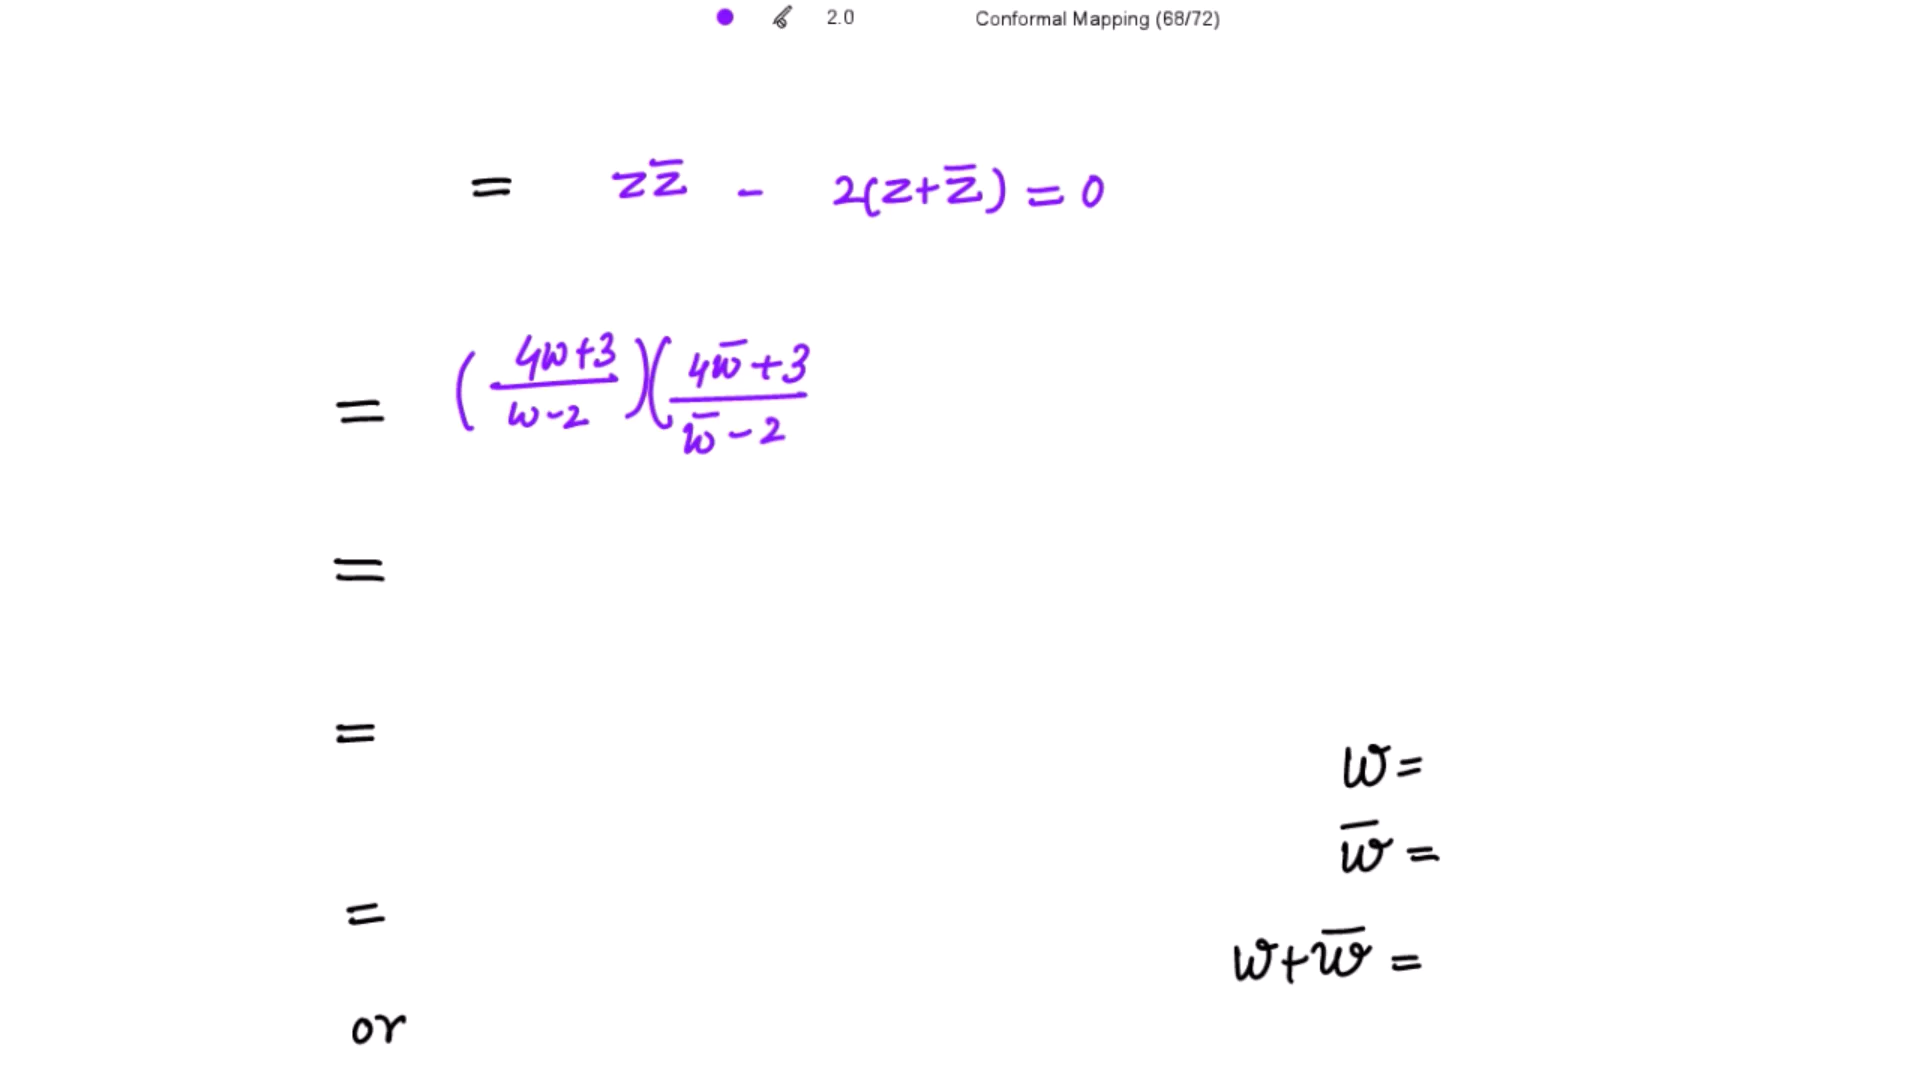 2.0 Conformal Mapping (68/72)
= zz̅ - 2(z+z̅) = 0
= ((4w+3)/(w-2))((4w̅+3)/(w̅-2)
=
=
w=
w̅=
=
w+w̅=
or